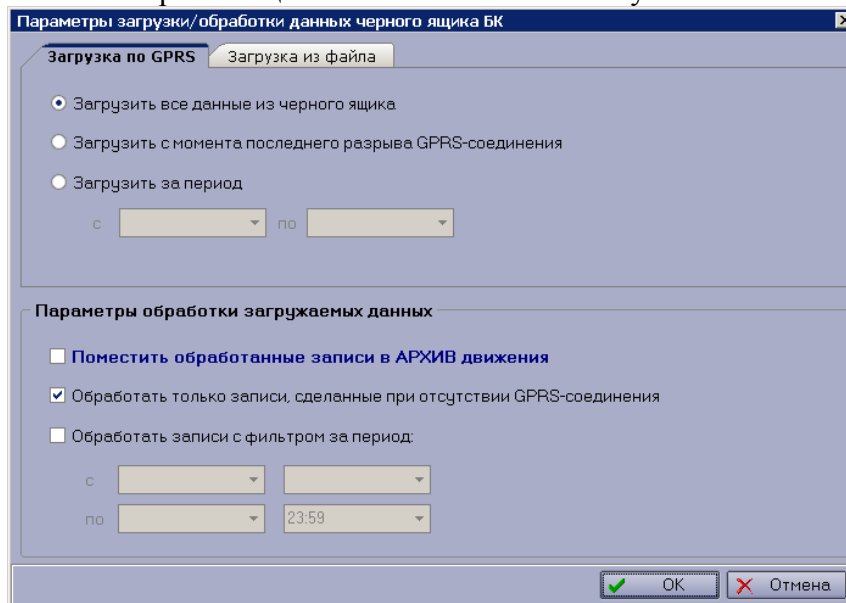 Параметры загрузки/обработки данных черного ящика БК
Загрузка по GPRS Загрузка из файла
Загрузить все данные из черного ящика
Загрузить с момента последнего разрыва GPRS-соединения
Загрузить за период
с по
Параметры обработки загружаемых данных
Поместить обработанные записи в АРХИВ движения
Обработать только записи, сделанные при отсутствии GPRS-соединения
Обработать записи с фильтром за период:
с
по 23:59
OK Отмена